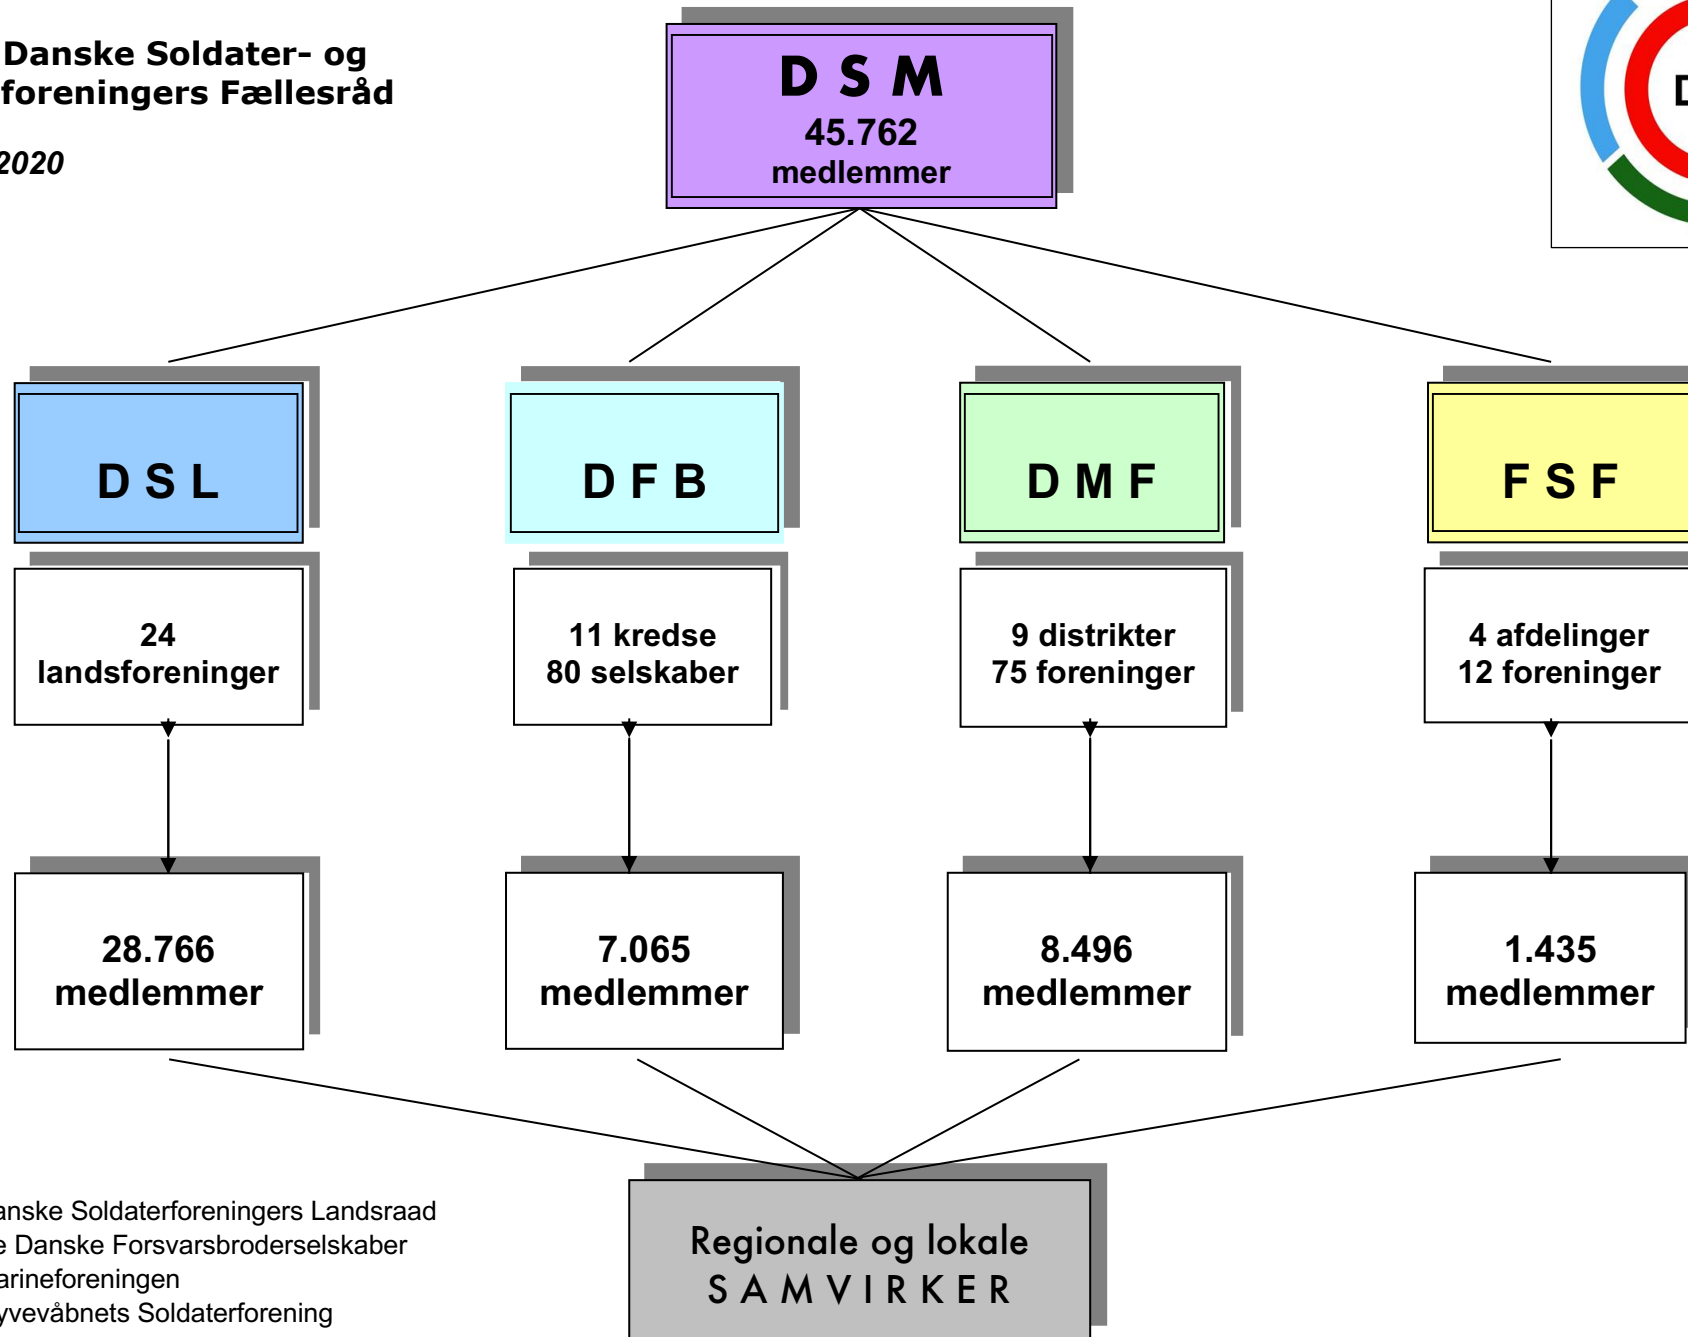 Danske Soldater- og
foreningers Fællesråd
2020
D S M
45.762
medlemmer
D S L
D F B
D M F
F S F
24
landsforeninger
11 kredse
80 selskaber
9 distrikter
75 foreninger
4 afdelinger
12 foreninger
28.766
medlemmer
7.065
medlemmer
8.496
medlemmer
1.435
medlemmer
anske Soldaterforeningers Landsraad
e Danske Forsvarsbroderselskaber
arineforeningen
yvevåbnets Soldaterforening
Regionale og lokale
S A M V I R K E R